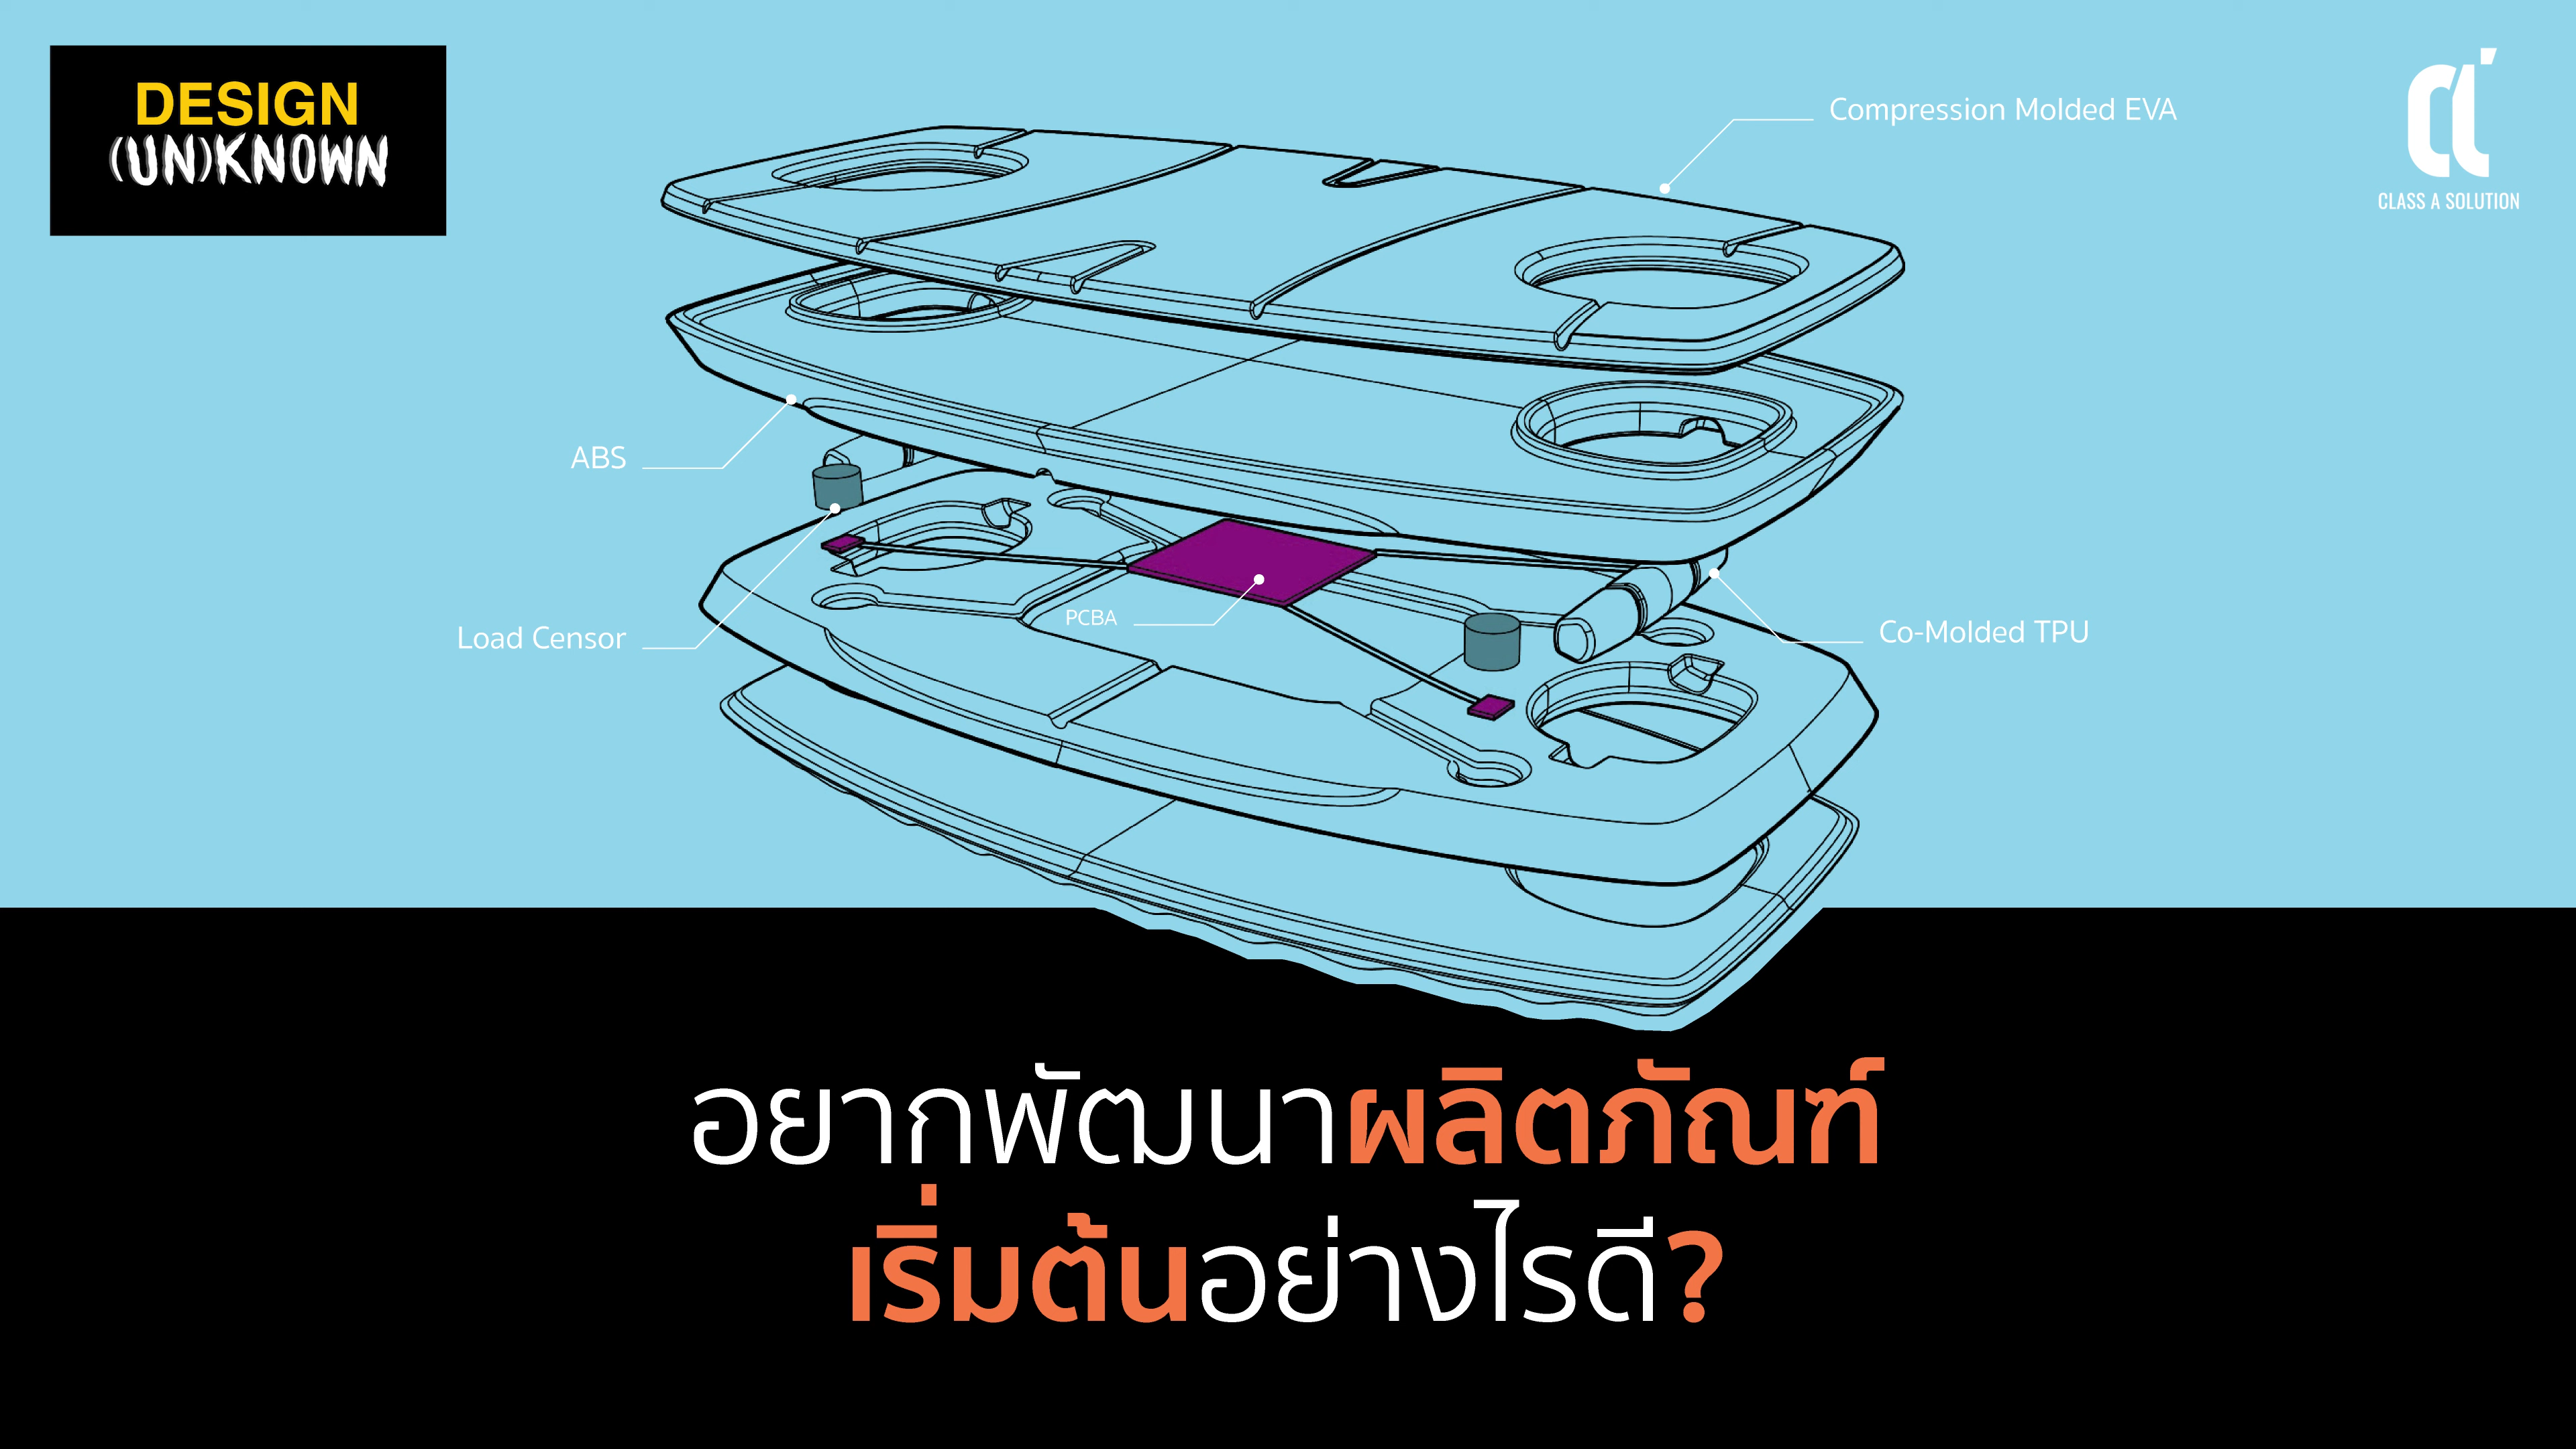 DESIGN
(UN)KNOWN
CLASS A SOLUTION
Compression Molded EVA
ABS
Load Censor
PCBA
Co-Molded TPU
อยากพัฒนาผลิตภัณฑ์
เริ่มต้นอย่างไรดี?